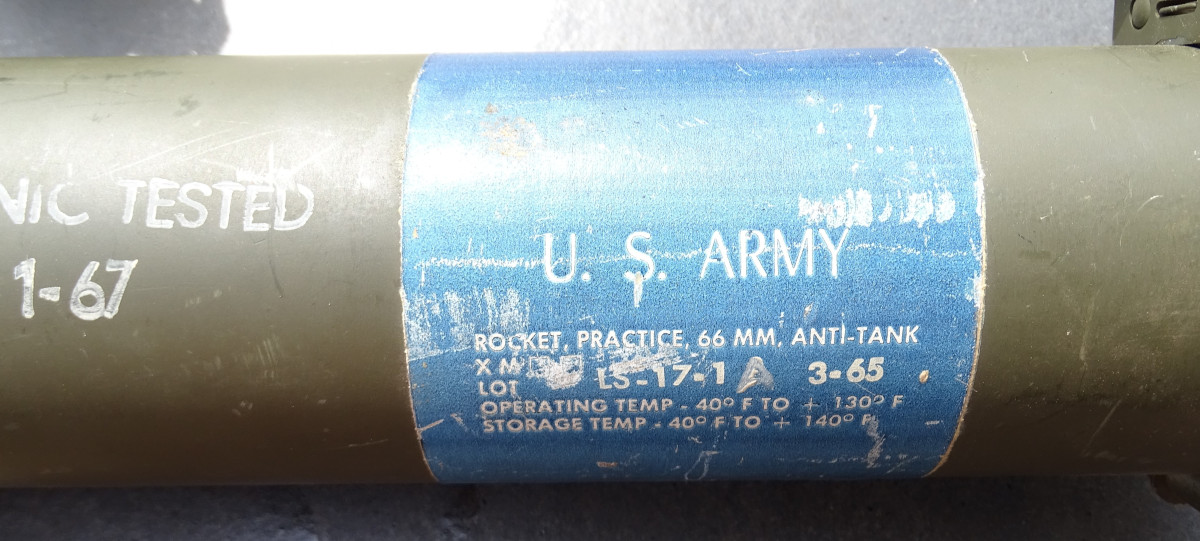 NIC TESTED
1-67
U. S. ARMY
ROCKET, PRACTICE, 66 MM, ANTI-TANK
X M
LOT LS-17-1 A 3-65
OPERATING TEMP - 40° F TO + 130° F
STORAGE TEMP - 40° F TO + 140° F